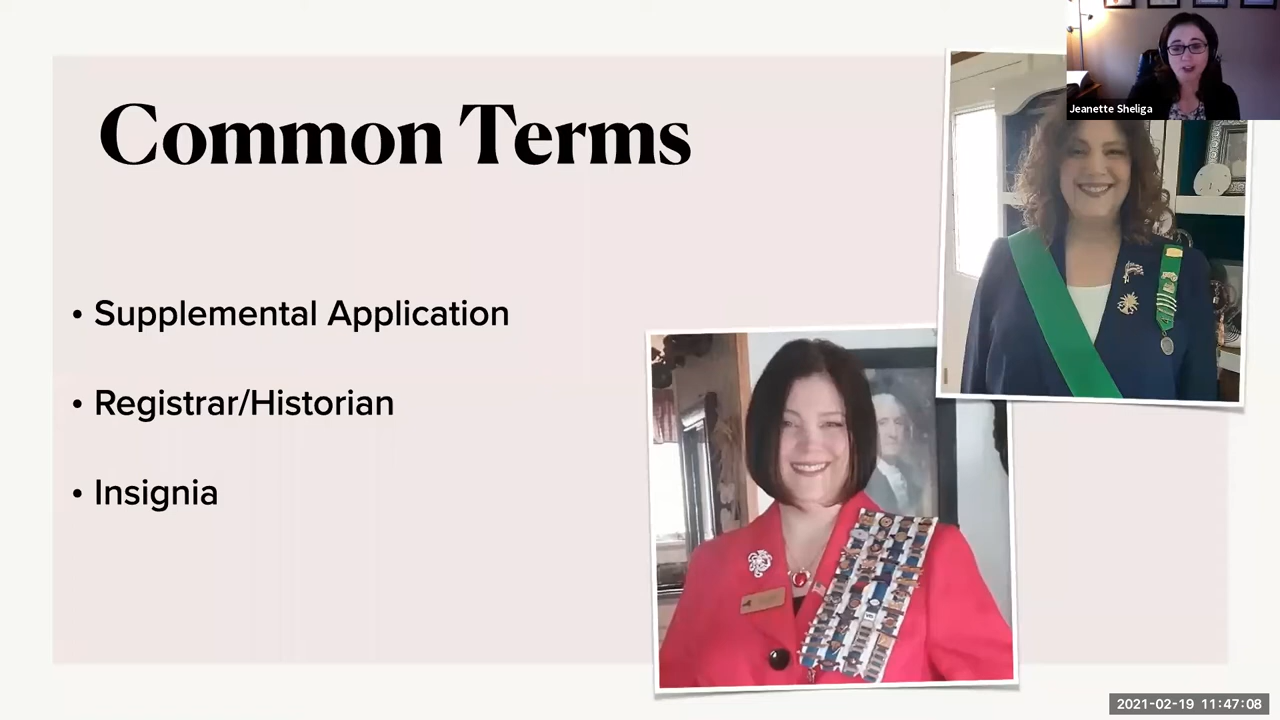 Common Terms
• Supplemental Application
• Registrar/Historian
• Insignia
Jeanette Sheliga
2021-02-19 11:47:08